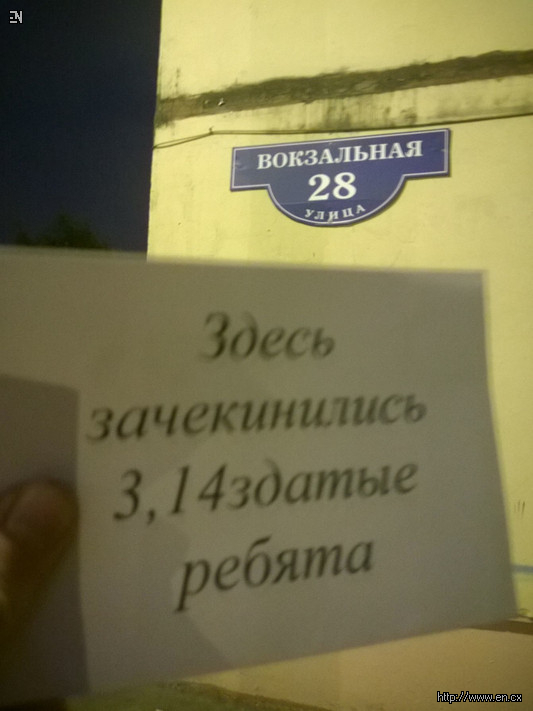 EN
ВОКЗАЛЬНАЯ
28
УЛИЦА
Здесь
зачекинились
3,14здатые
ребята
http://www.en.cx